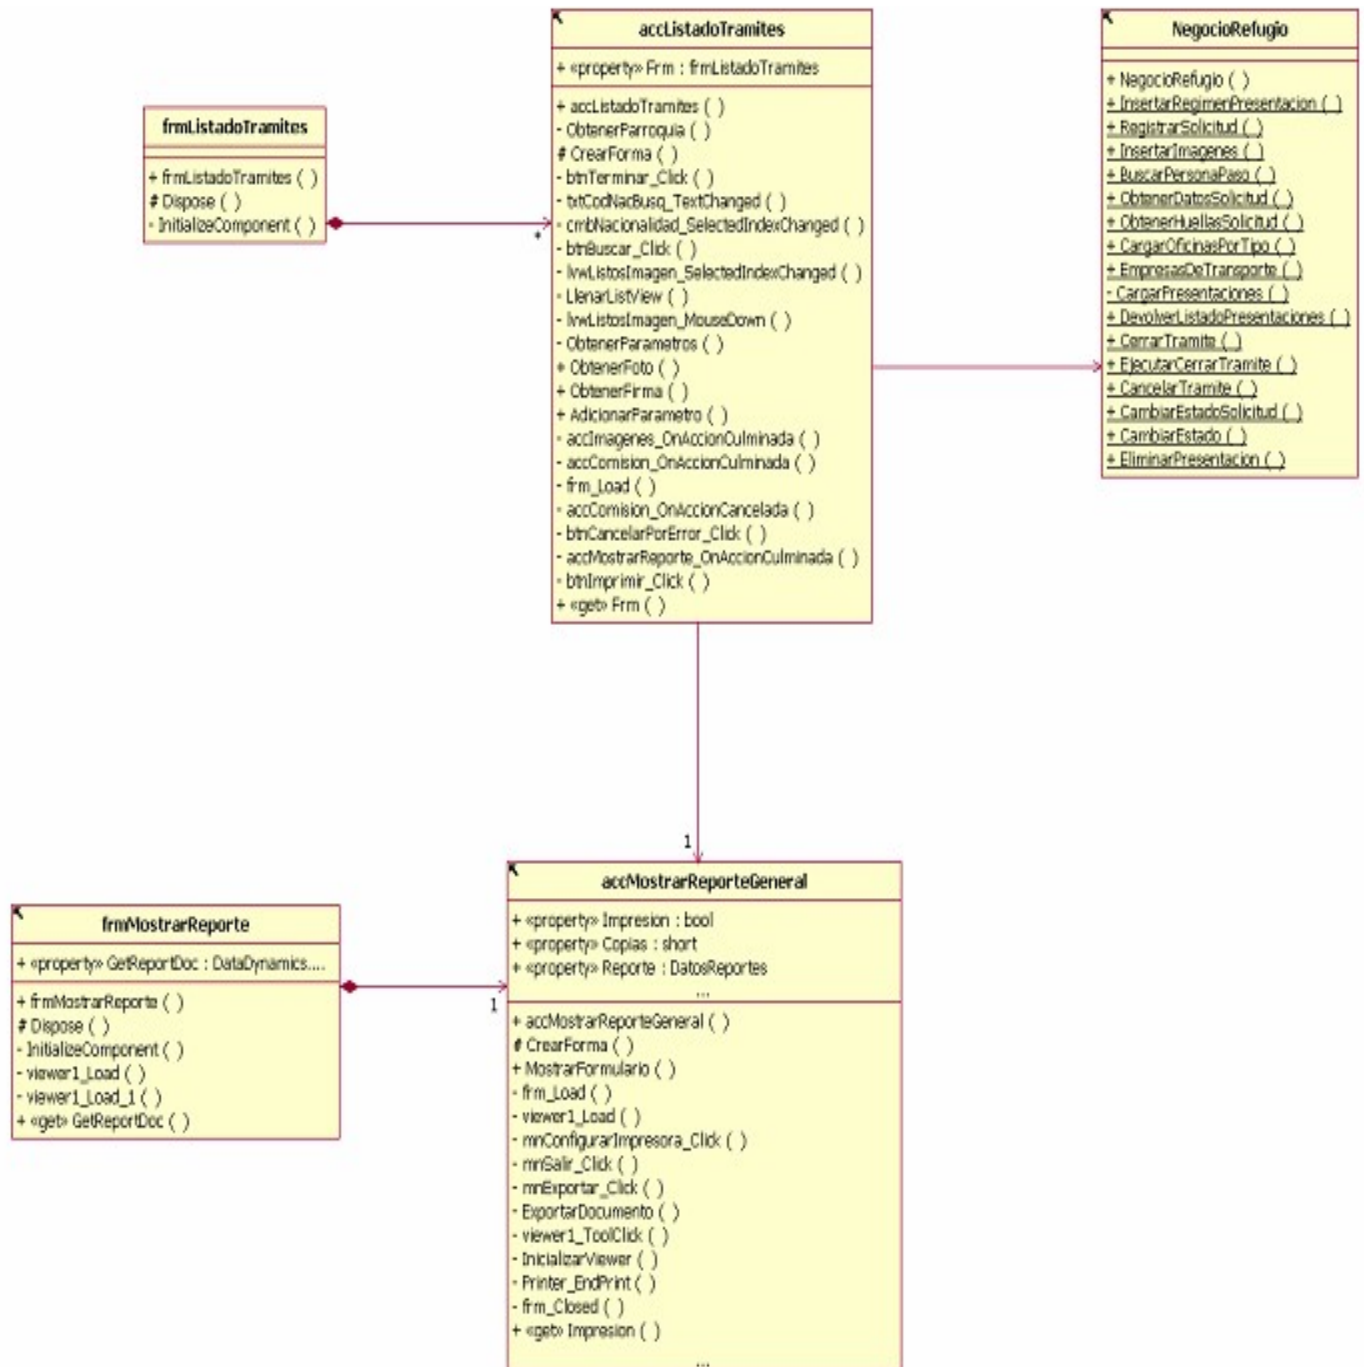 frmListadoTramites
+ frmListadoTramites ( )
# Dispose ( )
- InitializeComponent ( )
*
accListadoTramites
+ «property» Frm : frmListadoTramites
+ accListadoTramites ( )
- ObtenerParroquia ( )
# CrearForma ( )
- btnTerminar_Click ( )
- txtCodNacBusq_TextChanged ( )
- cmbNacionalidad_SelectedIndexChanged ( )
- btnBuscar_Click ( )
- lvwListosImagen_SelectedIndexChanged ( )
- LlenarListView ( )
- lvwListosImagen_MouseDown ( )
- ObtenerParametros ( )
+ ObtenerFoto ( )
+ ObtenerFirma ( )
+ AdicionarParametro ( )
- accImagenes_OnAccionCulminada ( )
- accComision_OnAccionCulminada ( )
- frm_Load ( )
- accComision_OnAccionCancelada ( )
- btnCancelarPorError_Click ( )
- accMostrarReporte_OnAccionCulminada ( )
- btnImprimir_Click ( )
+ «get» Frm ( )
NegocioRefugio
+ NegocioRefugio ( )
+ InsertarRegimenPresentacion ( )
+ RegistrarSolicitud ( )
+ InsertarImagenes ( )
+ BuscarPersonaPaso ( )
+ ObtenerDatosSolicitud ( )
+ ObtenerHuellasSolicitud ( )
+ CargarOficinasPorTipo ( )
+ EmpresasDeTransporte ( )
- CargarPresentaciones ( )
+ DevolverListadoPresentaciones ( )
+ CerrarTramite ( )
+ EjecutarCerrarTramite ( )
+ CancelarTramite ( )
+ CambiarEstadoSolicitud ( )
+ CambiarEstado ( )
+ EliminarPresentacion ( )
1
frmMostrarReporte
+ «property» GetReportDoc : DataDynamics....
+ frmMostrarReporte ( )
# Dispose ( )
- InitializeComponent ( )
- viewer1_Load ( )
- viewer1_Load_1 ( )
+ «get» GetReportDoc ( )
1
accMostrarReporteGeneral
+ «property» Impresion : bool
+ «property» Copias : short
+ «property» Reporte : DatosReportes
...
+ accMostrarReporteGeneral ( )
# CrearForma ( )
+ MostrarFormulario ( )
- frm_Load ( )
- viewer1_Load ( )
- mnConfigurarImpresora_Click ( )
- mnSalir_Click ( )
- mnExportar_Click ( )
- ExportarDocumento ( )
- viewer1_ToolClick ( )
- InicializarViewer ( )
- Printer_EndPrint ( )
- frm_Closed ( )
+ «get» Impresion ( )
...